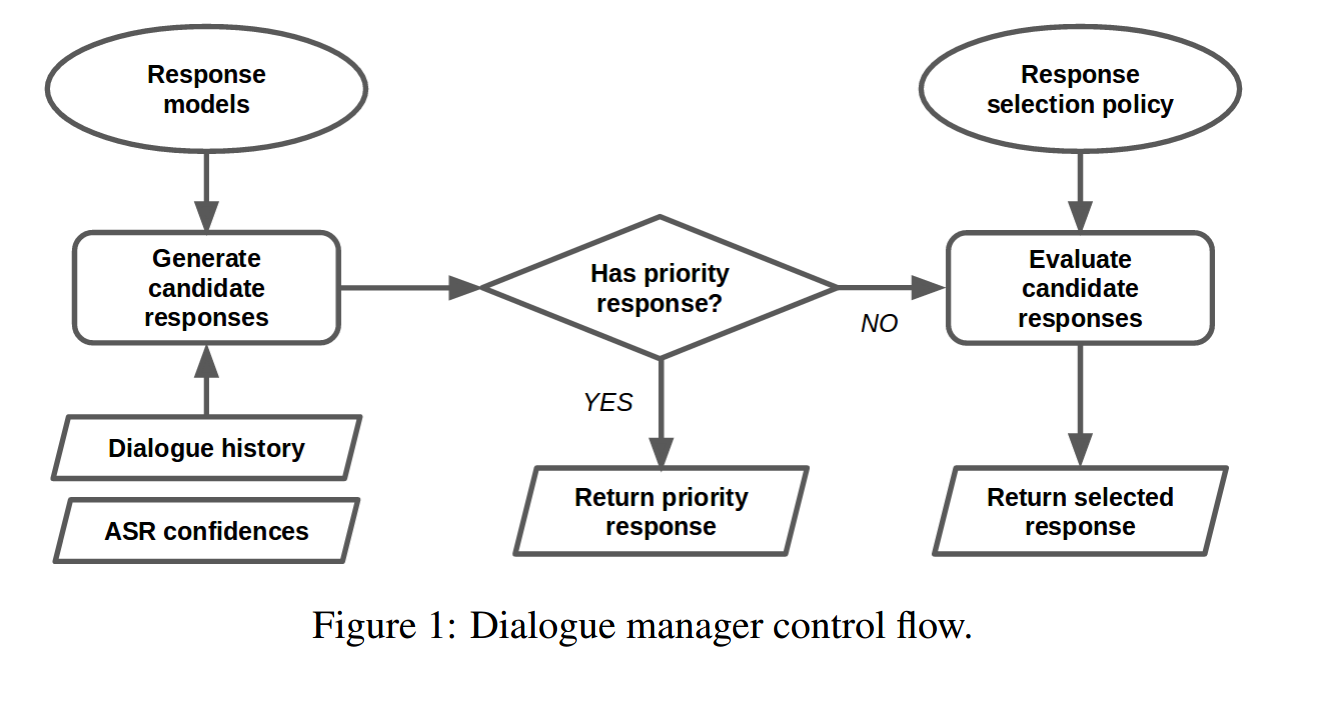 Response
models
Response
selection policy
Generate
candidate
responses
Has priority
response?
NO
Evaluate
candidate
responses
YES
Dialogue history
ASR confidences
Return priority
response
Return selected
response
Figure 1: Dialogue manager control flow.